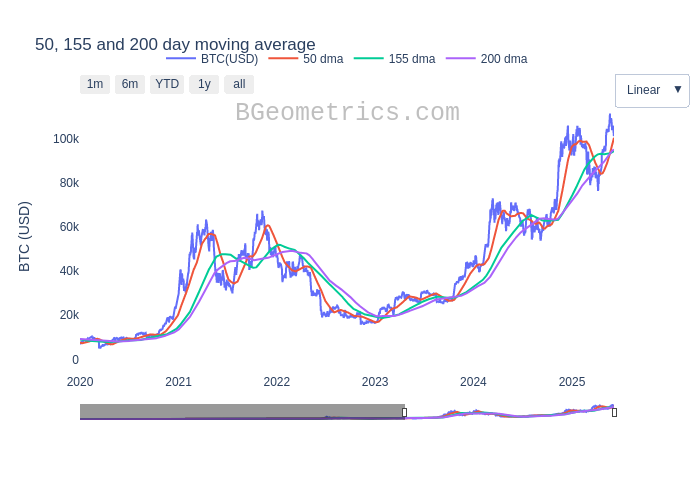 50, 155 and 200 day moving average
BTC(USD) 50 dma 155 dma 200 dma
1m 6m YTD 1y all
Linear ▼
BGeometrics.com
100k
80k
60k
40k
20k
0
BTC (USD)
2020 2021 2022 2023 2024 2025